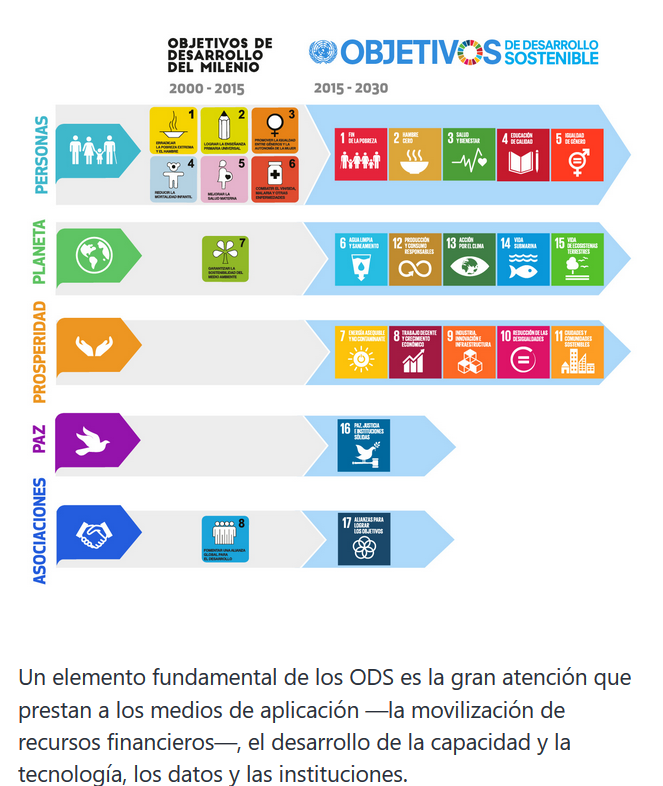 OBJETIVOS DE
DESARROLLO
DEL MILENIO
2000 - 2015
OBJETIVOS DE DESARROLLO
SOSTENIBLE
2015 - 2030
PERSONAS
1
ERRADICAR
LA POBREZA EXTREMA
Y EL HAMBRE
2
LOGRAR LA ENSEÑANZA
PRIMARIA UNIVERSAL
3
PROMOVER LA IGUALDAD
ENTRE GÉNEROS Y LA
AUTONOMÍA DE LA MUJER
4
REDUCIR LA
MORTALIDAD INFANTIL
5
MEJORAR LA
SALUD MATERNA
6
COMBATIR EL VIH/SIDA,
MALARIA Y OTRAS
ENFERMEDADES
1 FIN
DE LA POBREZA
2 HAMBRE
CERO
3 SALUD
Y BIENESTAR
4 EDUCACIÓN
DE CALIDAD
5 IGUALDAD
DE GÉNERO
PLANETA
7
GARANTIZAR LA
SOSTENIBILIDAD DEL
MEDIO AMBIENTE
6 AGUA LIMPIA
Y SANEAMIENTO
12 PRODUCCIÓN
Y CONSUMO
RESPONSABLES
13 ACCIÓN
POR EL CLIMA
14 VIDA
SUBMARINA
15 VIDA
DE ECOSISTEMAS
TERRESTRES
PROSPERIDAD
7 ENERGÍA ASEQUIBLE
Y NO CONTAMINANTE
8 TRABAJO DECENTE
Y CRECIMIENTO
ECONÓMICO
9 INDUSTRIA,
INNOVACIÓN E
INFRAESTRUCTURA
10 REDUCCIÓN DE LAS
DESIGUALDADES
11 CIUDADES Y
COMUNIDADES
SOSTENIBLES
PAZ
16 PAZ, JUSTICIA
E INSTITUCIONES
SÓLIDAS
ASOCIACIONES
8
FOMENTAR UNA ALIANZA
GLOBAL PARA
EL DESARROLLO
17 ALIANZAS PARA
LOGRAR
LOS OBJETIVOS
Un elemento fundamental de los ODS es la gran atención que
prestan a los medios de aplicación —la movilización de
recursos financieros—, el desarrollo de la capacidad y la
tecnología, los datos y las instituciones.